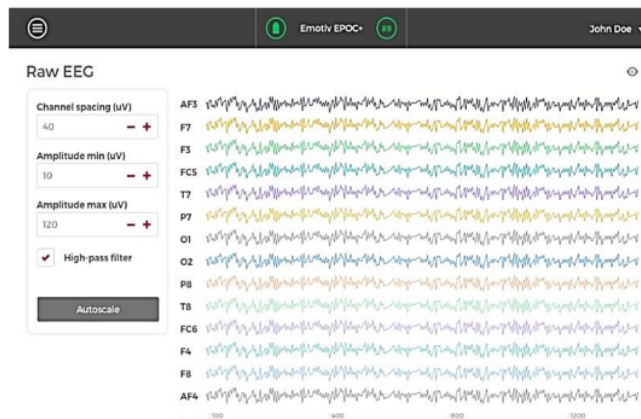 Emotiv EPOC+ 89 John Doe
Raw EEG
Channel spacing (uV)
40
Amplitude min (uV)
10
Amplitude max (uV)
120
High-pass filter
Autoscale
AF3
F7
F3
FC5
T7
P7
O1
O2
P8
T8
FC6
F4
F8
AF4
100 400 800 1200